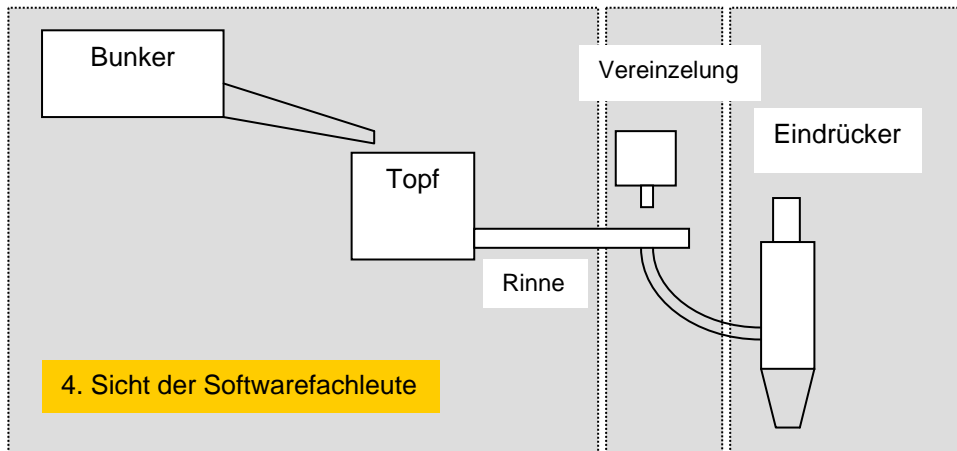 Bunker
Vereinzelung
Eindrücker
Topf
Rinne
4. Sicht der Softwarefachleute